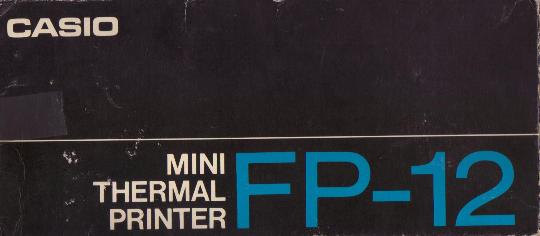 CASIO
MINI
THERMAL
PRINTER
FP-12